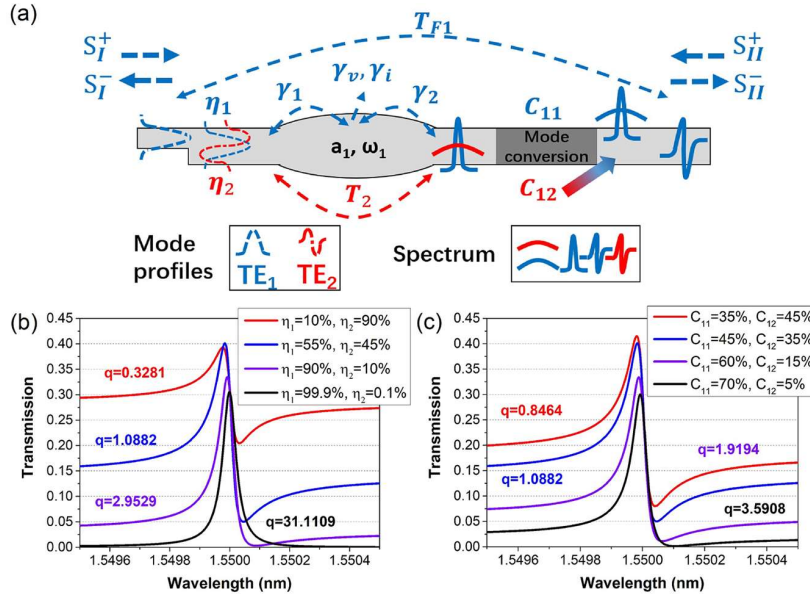 (a)
T_F1
S_I^+
S_II^+
S_I^-
S_II^-
γ_v, γ_i
η_1
γ_1
γ_2
C_11
a_1, ω_1
Mode
conversion
η_2
T_2
C_12
Mode
profiles
TE_1
TE_2
Spectrum
(b)
0.45
0.40
0.35
0.30
0.25
0.20
0.15
0.10
0.05
0.00
Transmission
η_1=10%, η_2=90%
η_1=55%, η_2=45%
η_1=90%, η_2=10%
η_1=99.9%, η_2=0.1%
q=0.3281
q=1.0882
q=2.9529
q=31.1109
1.5496 1.5498 1.5500 1.5502 1.5504
Wavelength (nm)
(c)
0.45
0.40
0.35
0.30
0.25
0.20
0.15
0.10
0.05
0.00
Transmission
C_11=35%, C_12=45%
C_11=45%, C_12=35%
C_11=60%, C_12=15%
C_11=70%, C_12=5%
q=0.8464
q=1.9194
q=1.0882
q=3.5908
1.5496 1.5498 1.5500 1.5502 1.5504
Wavelength (nm)